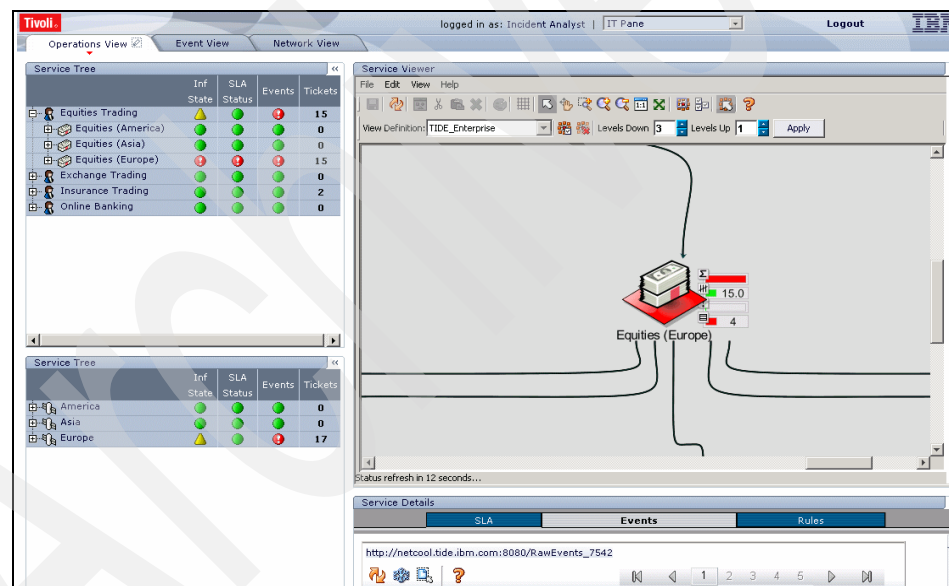 Tivoli.
logged in as: Incident Analyst | IT Pane
Logout
IBM
Operations View
Event View
Network View
Service Tree
Inf State
SLA Status
Events
Tickets
Equities Trading 15
Equities (America) 0
Equities (Asia) 0
Equities (Europe) 15
Exchange Trading 0
Insurance Trading 2
Online Banking 0
Service Tree
Inf State
SLA Status
Events
Tickets
America 0
Asia 0
Europe 17
Service Viewer
File Edit View Help
View Definition: TIDE_Enterprise Levels Down 3 Levels Up 1 Apply
15.0
4
Equities (Europe)
Status refresh in 12 seconds...
Service Details
SLA
Events
Rules
http://netcool.tide.ibm.com:8080/RawEvents_7542
1 2 3 4 5